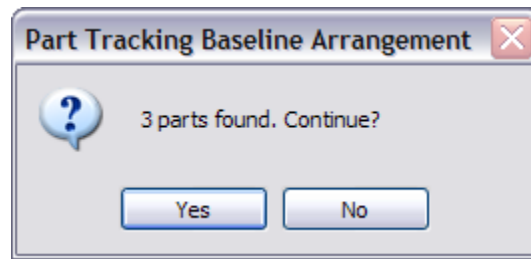 Part Tracking Baseline Arrangement
3 parts found. Continue?
Yes
No